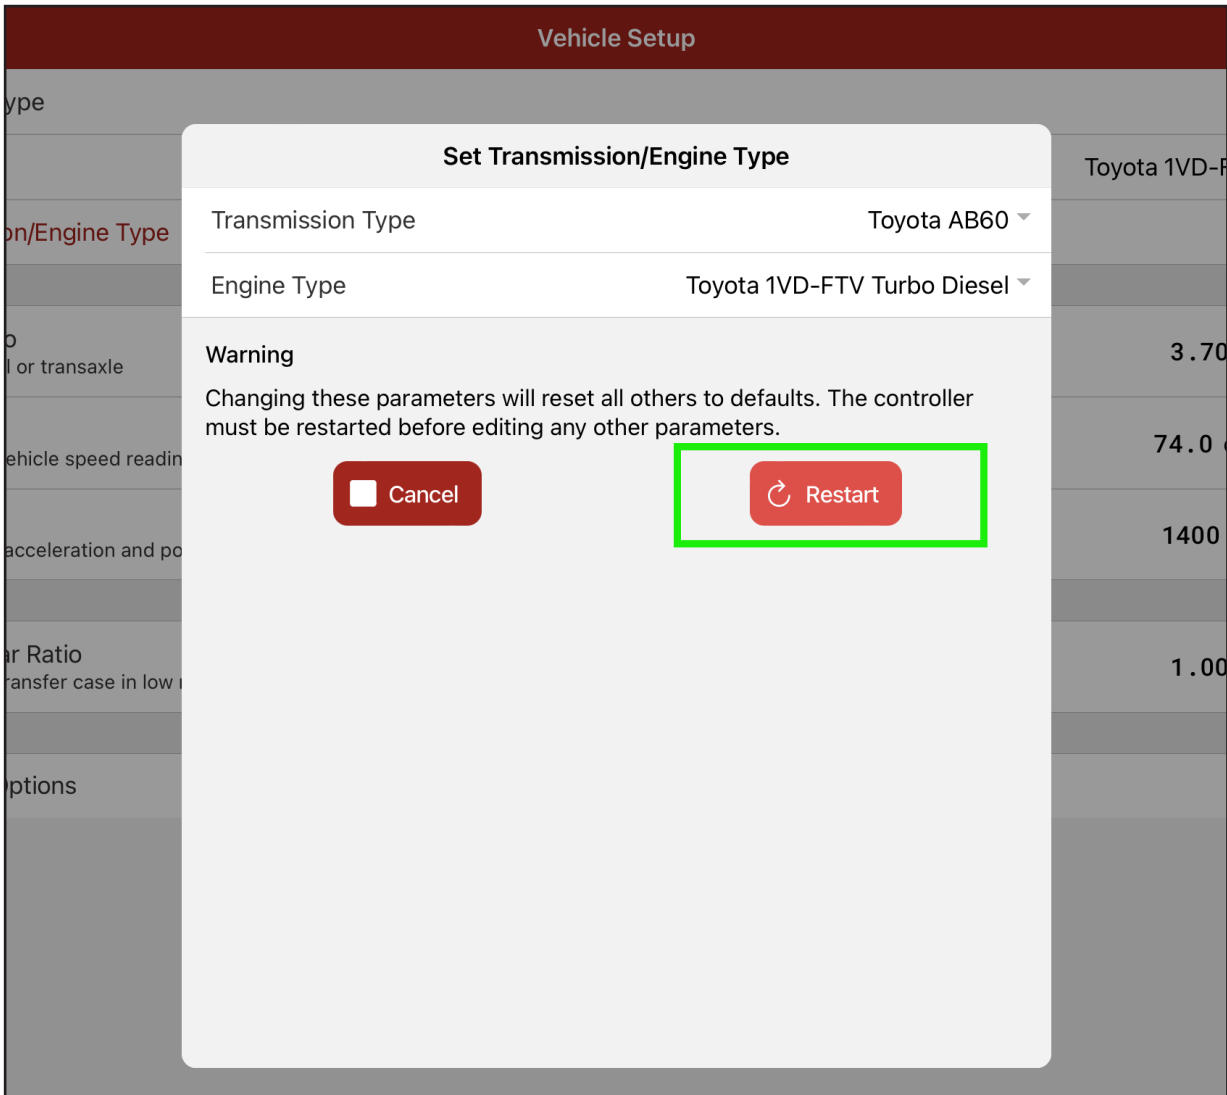 Vehicle Setup
ype
Set Transmission/Engine Type
Toyota 1VD-F
Transmission Type Toyota AB60
on/Engine Type
Engine Type Toyota 1VD-FTV Turbo Diesel
o
l or transaxle
3.70
Warning
Changing these parameters will reset all others to defaults. The controller
must be restarted before editing any other parameters.
ehicle speed readin
74.0
Cancel
Restart
acceleration and po
1400
ar Ratio
ransfer case in low
1.00
ptions